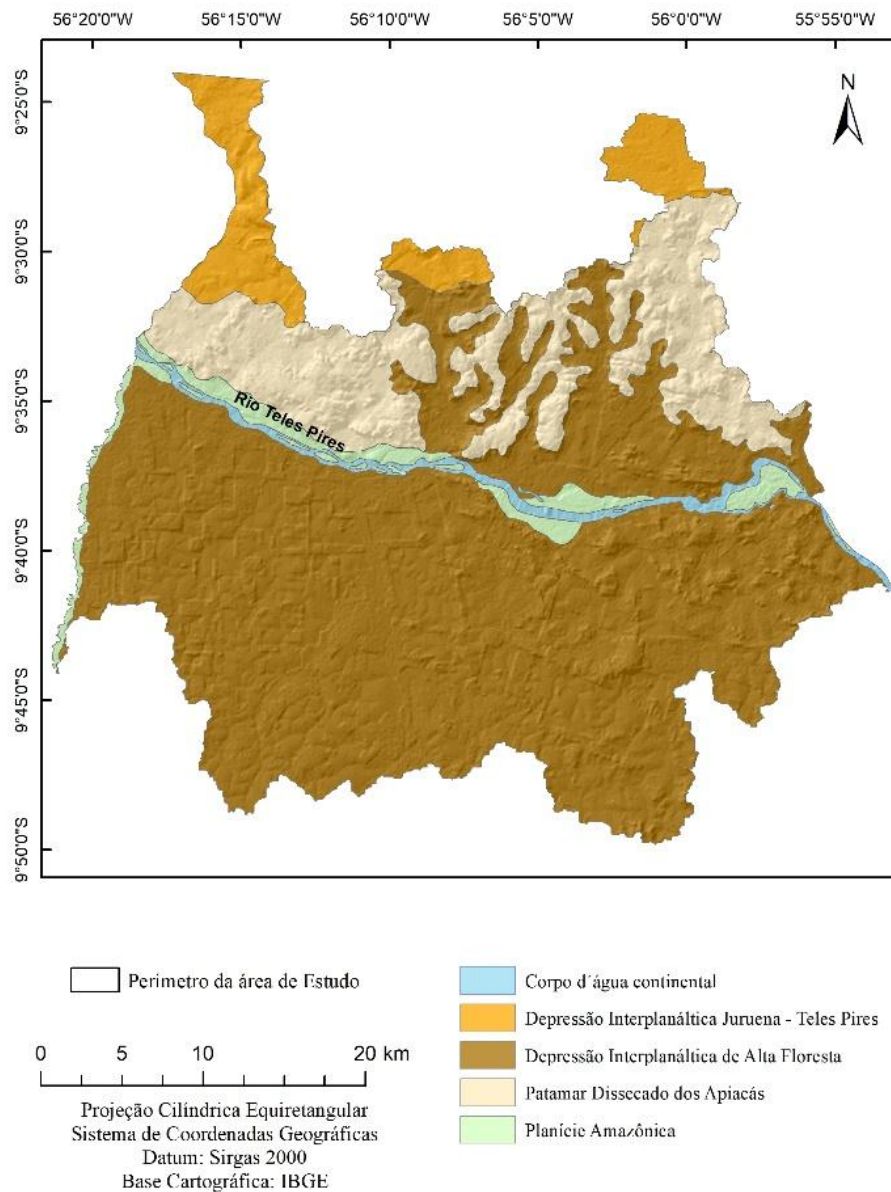 56°20'0"W
56°15'0"W
56°10'0"W
56°5'0"W
56°0'0"W
55°55'0"W
9°25'0"S
9°30'0"S
9°35'0"S
9°40'0"S
9°45'0"S
9°50'0"S
N
Rio Teles Pires
Perimetro da área de Estudo
0 5 10 20 km
Projeção Cilíndrica Equiretangular
Sistema de Coordenadas Geográficas
Datum: Sirgas 2000
Base Cartográfica: IBGE
Corpo d´água continental
Depressão Interplanáltica Juruena - Teles Pires
Depressão Interplanáltica de Alta Floresta
Patamar Dissecado dos Apiacás
Planície Amazônica